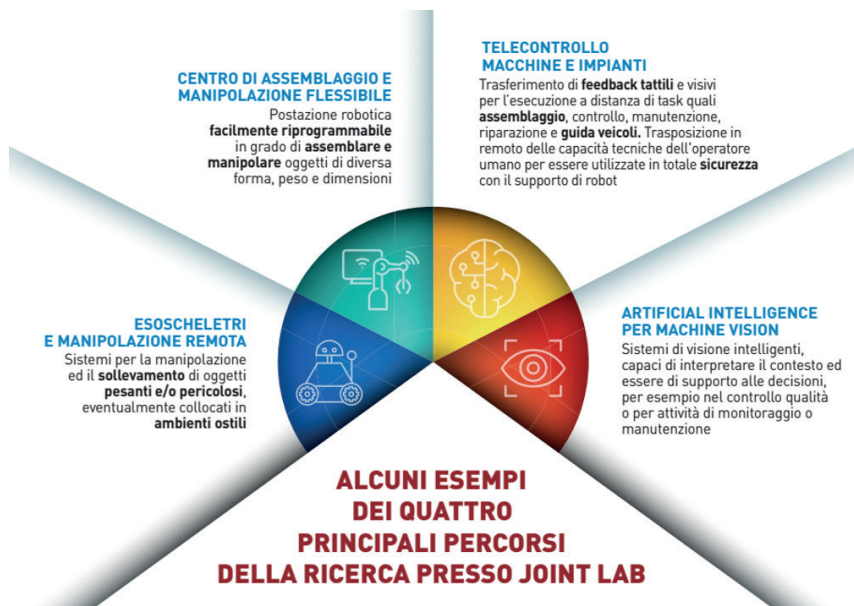 CENTRO DI ASSEMBLAGGIO E
MANIPOLAZIONE FLESSIBILE
Postazione robotica
facilmente riprogrammabile
in grado di assemblare e
manipolare oggetti di diversa
forma, peso e dimensioni
TELECONTROLLO
MACCHINE E IMPIANTI
Trasferimento di feedback tattili e visivi
per l'esecuzione a distanza di task quali
assemblaggio, controllo, manutenzione,
riparazione e guida veicoli. Trasposizione in
remoto delle capacità tecniche dell'operatore
umano per essere utilizzate in totale sicurezza
con il supporto di robot
ESOSCHELETRI
E MANIPOLAZIONE REMOTA
Sistemi per la manipolazione
ed il sollevamento di oggetti
pesanti e/o pericolosi,
eventualmente collocati in
ambienti ostili
ARTIFICIAL INTELLIGENCE
PER MACHINE VISION
Sistemi di visione intelligenti,
capaci di interpretare il contesto ed
essere di supporto alle decisioni,
per esempio nel controllo qualità
o per attività di monitoraggio o
manutenzione
ALCUNI ESEMPI
DEI QUATTRO
PRINCIPALI PERCORSI
DELLA RICERCA PRESSO JOINT LAB